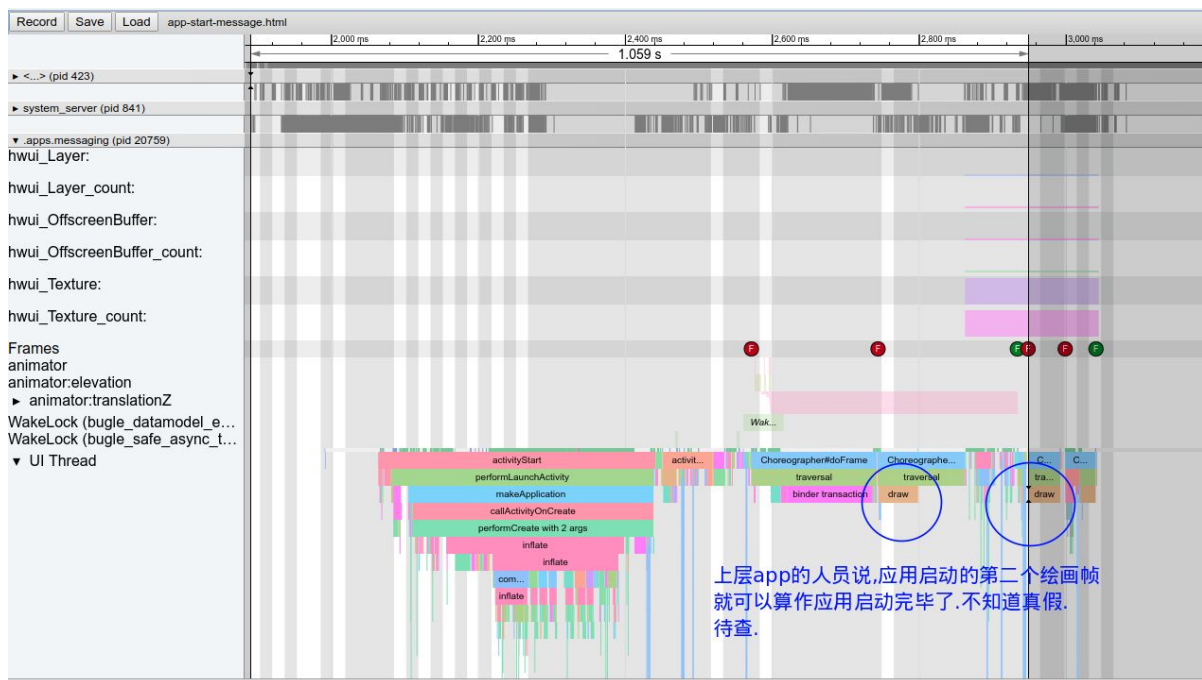 Record Save Load app-start-message.html
2,000 ms 2,200 ms 2,400 ms 2,600 ms 2,800 ms 3,000 ms
1.059 s
▸ <...> (pid 423)
▸ system_server (pid 841)
▾ .apps.messaging (pid 20759)
hwui_Layer:
hwui_Layer_count:
hwui_OffscreenBuffer:
hwui_OffscreenBuffer_count:
hwui_Texture:
hwui_Texture_count:
Frames
F F F F F F
animator
animator:elevation
▸ animator:translationZ
WakeLock (bugle_datamodel_e... Wak...
WakeLock (bugle_safe_async_t...
▾ UI Thread
activityStart activit... Choreographer#doFrame Choreographe... C... C...
performLaunchActivity traversal traversal tra...
makeApplication binder transaction draw draw
callActivityOnCreate
performCreate with 2 args
inflate
inflate
com...
inflate
上层app的人员说,应用启动的第二个绘画帧
就可以算作应用启动完毕了.不知道真假.
待查.